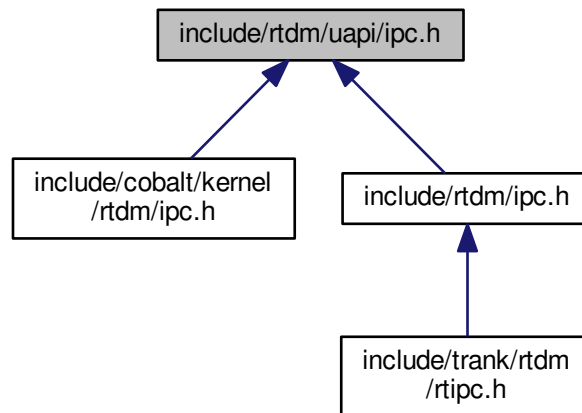 include/rtdm/uapi/ipc.h
include/cobalt/kernel
/rtdm/ipc.h
include/rtdm/ipc.h
include/trank/rtdm
/rtipc.h